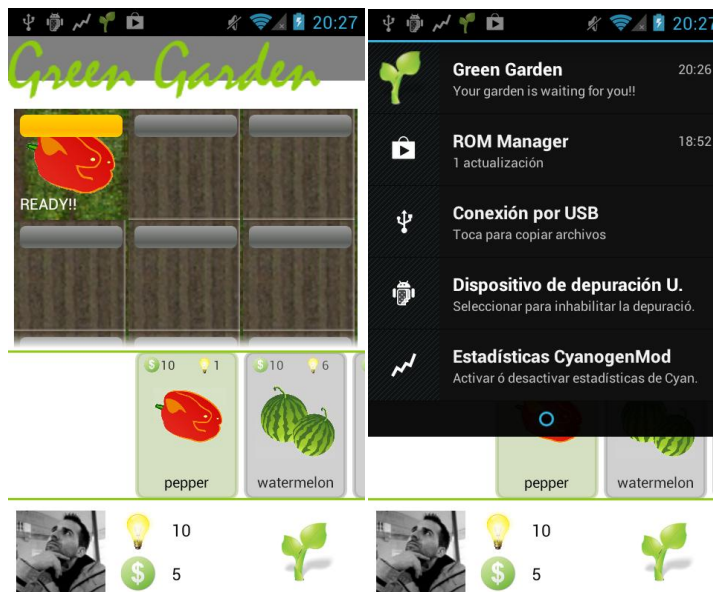 20:27
Green Garden
READY!!
10 1
10 6
pepper
watermelon
10
5
20:27
Green Garden 20:26
Your garden is waiting for you!!
ROM Manager 18:52
1 actualización
Conexión por USB
Toca para copiar archivos
Dispositivo de depuración U.
Seleccionar para inhabilitar la depuració.
Estadísticas CyanogenMod
Activar ó desactivar estadísticas de Cyan.
pepper
watermelon
10
5